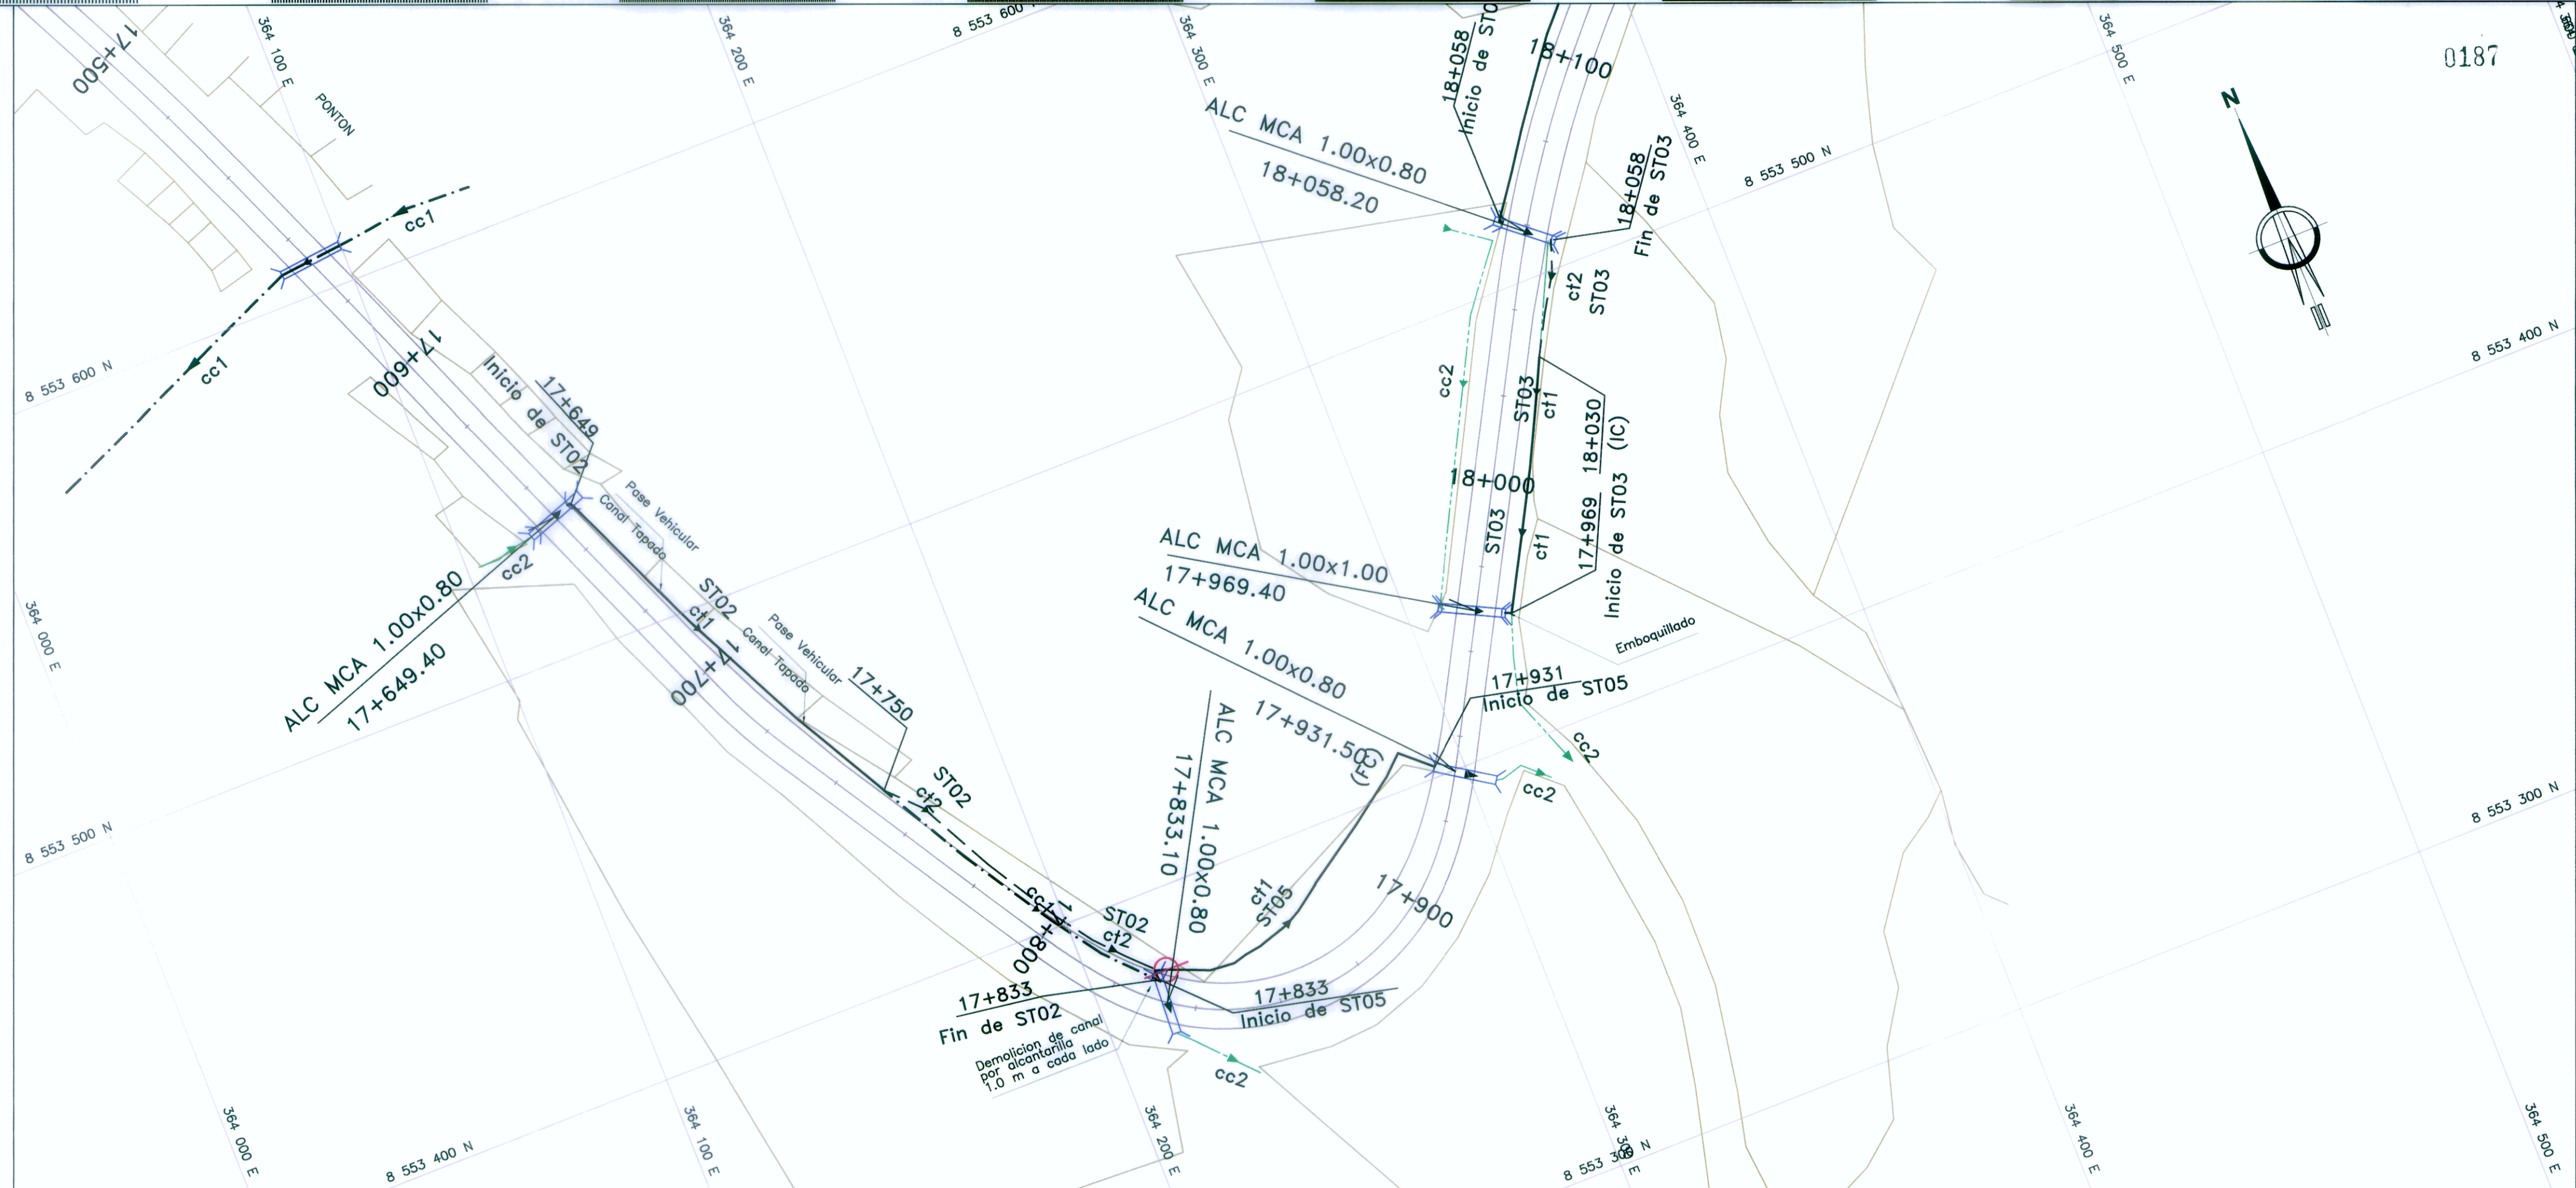 17+500
364 100 E
PONTON
364 200 E
8 553 600
364 300 E
18+058
Inicio de ST0
18+100
364 400 E
8 553 500 N
364 500 E
0187
N
ALC MCA 1.00x0.80
18+058.20
18+058
Fin de ST03
cc1
cc1
ct2
ST03
8 553 600 N
17+600
17+649
Inicio de ST02
cc2
ST03
ct1
8 553 400 N
17+969 18+030
Inicio de ST03 (IC)
18+000
ST03
ct1
Pase Vehicular
Canal Tapado
cc2
ALC MCA 1.00x0.80
17+649.40
364 000 E
ST02
ct1
17+700
Pase Vehicular
Canal Tapado
17+750
ALC MCA 1.00x1.00
17+969.40
ALC MCA 1.00x0.80
17+931.50
(FC)
Emboquillado
17+931
Inicio de ST05
cc2
cc2
ALC MCA 1.00x0.80
17+833.10
8 553 500 N
8 553 300 N
ST02
ct2
cc1
17+800
ST02
ct2
ct1
ST05
17+900
17+833
Fin de ST02
17+833
Inicio de ST05
Demolicion de canal
por alcantarilla
1.0 m a cada lado
cc2
364 000 E
8 553 400 N
364 100 E
364 200 E
8 553 300 N
364 300 E
364 400 E
364 500 E